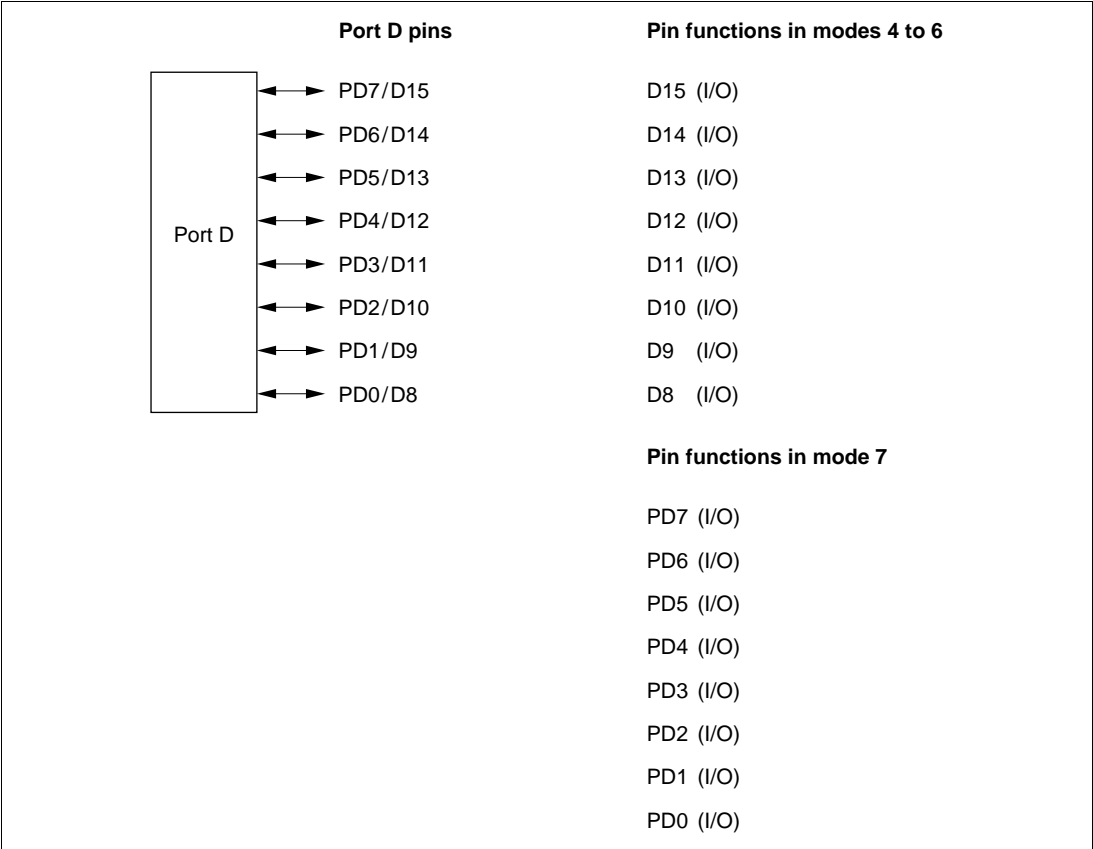 Port D pins Pin functions in modes 4 to 6
PD7/D15 D15 (I/O)
PD6/D14 D14 (I/O)
PD5/D13 D13 (I/O)
PD4/D12 D12 (I/O)
Port D
PD3/D11 D11 (I/O)
PD2/D10 D10 (I/O)
PD1/D9 D9 (I/O)
PD0/D8 D8 (I/O)
Pin functions in mode 7
PD7 (I/O)
PD6 (I/O)
PD5 (I/O)
PD4 (I/O)
PD3 (I/O)
PD2 (I/O)
PD1 (I/O)
PD0 (I/O)